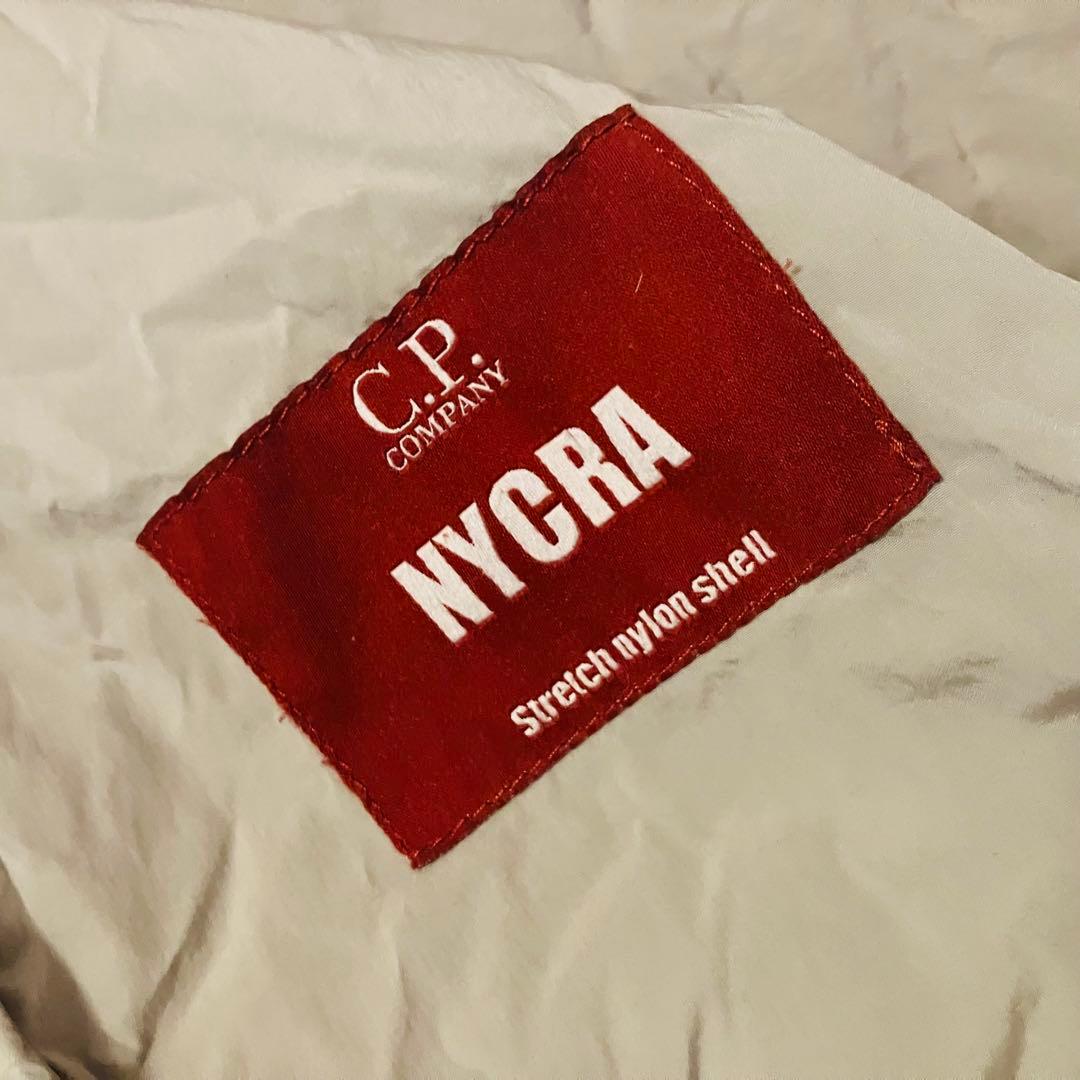 C.P.
COMPANY
NYCRA
Stretch nylon shell